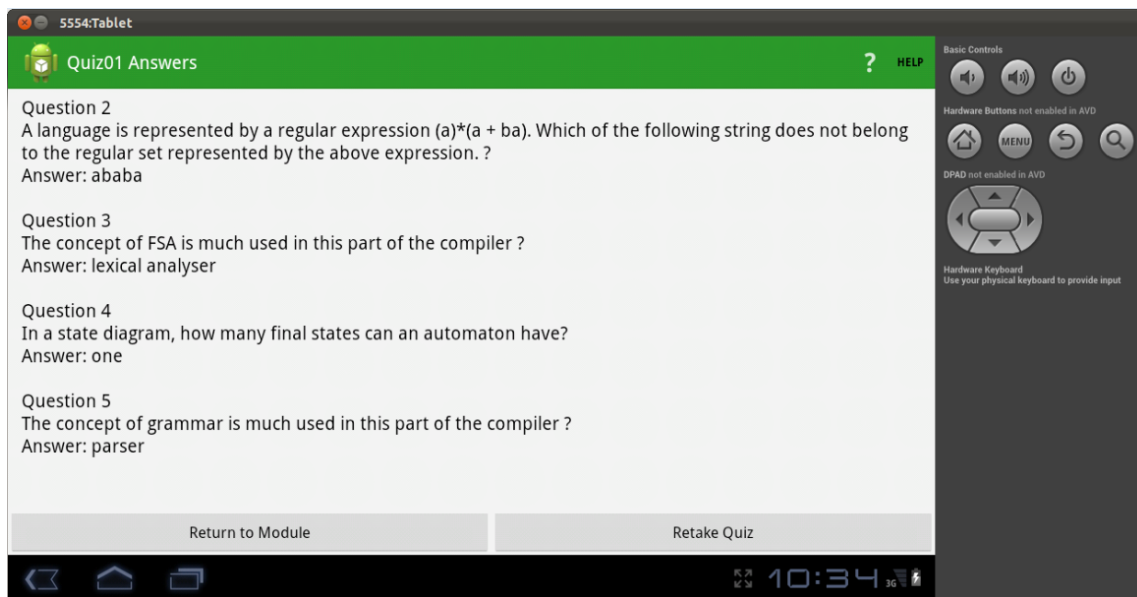 5554:Tablet
Quiz01 Answers
? HELP
Question 2
A language is represented by a regular expression (a)*(a + ba). Which of the following string does not belong
to the regular set represented by the above expression. ?
Answer: ababa
Question 3
The concept of FSA is much used in this part of the compiler ?
Answer: lexical analyser
Question 4
In a state diagram, how many final states can an automaton have?
Answer: one
Question 5
The concept of grammar is much used in this part of the compiler ?
Answer: parser
Return to Module
Retake Quiz
10:34 3G
Basic Controls
Hardware Buttons not enabled in AVD
MENU
DPAD not enabled in AVD
Hardware Keyboard
Use your physical keyboard to provide input